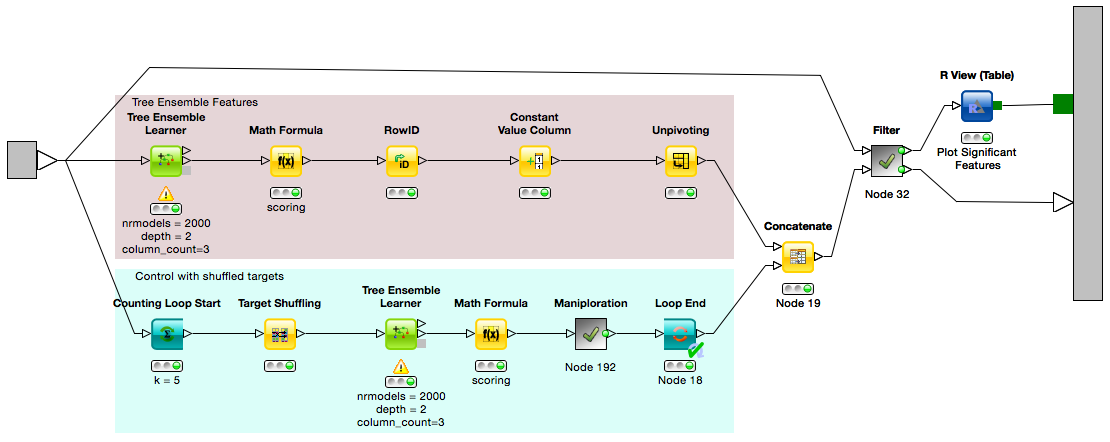 Tree Ensemble Features
Tree Ensemble
Learner
nrmodels = 2000
depth = 2
column_count=3
Math Formula
scoring
RowID
Constant
Value Column
Unpivoting
Control with shuffled targets
Counting Loop Start
k = 5
Target Shuffling
Tree Ensemble
Learner
nrmodels = 2000
depth = 2
column_count=3
Math Formula
scoring
Maniploration
Node 192
Loop End
Node 18
Concatenate
Node 19
Filter
Node 32
R View (Table)
Plot Significant
Features